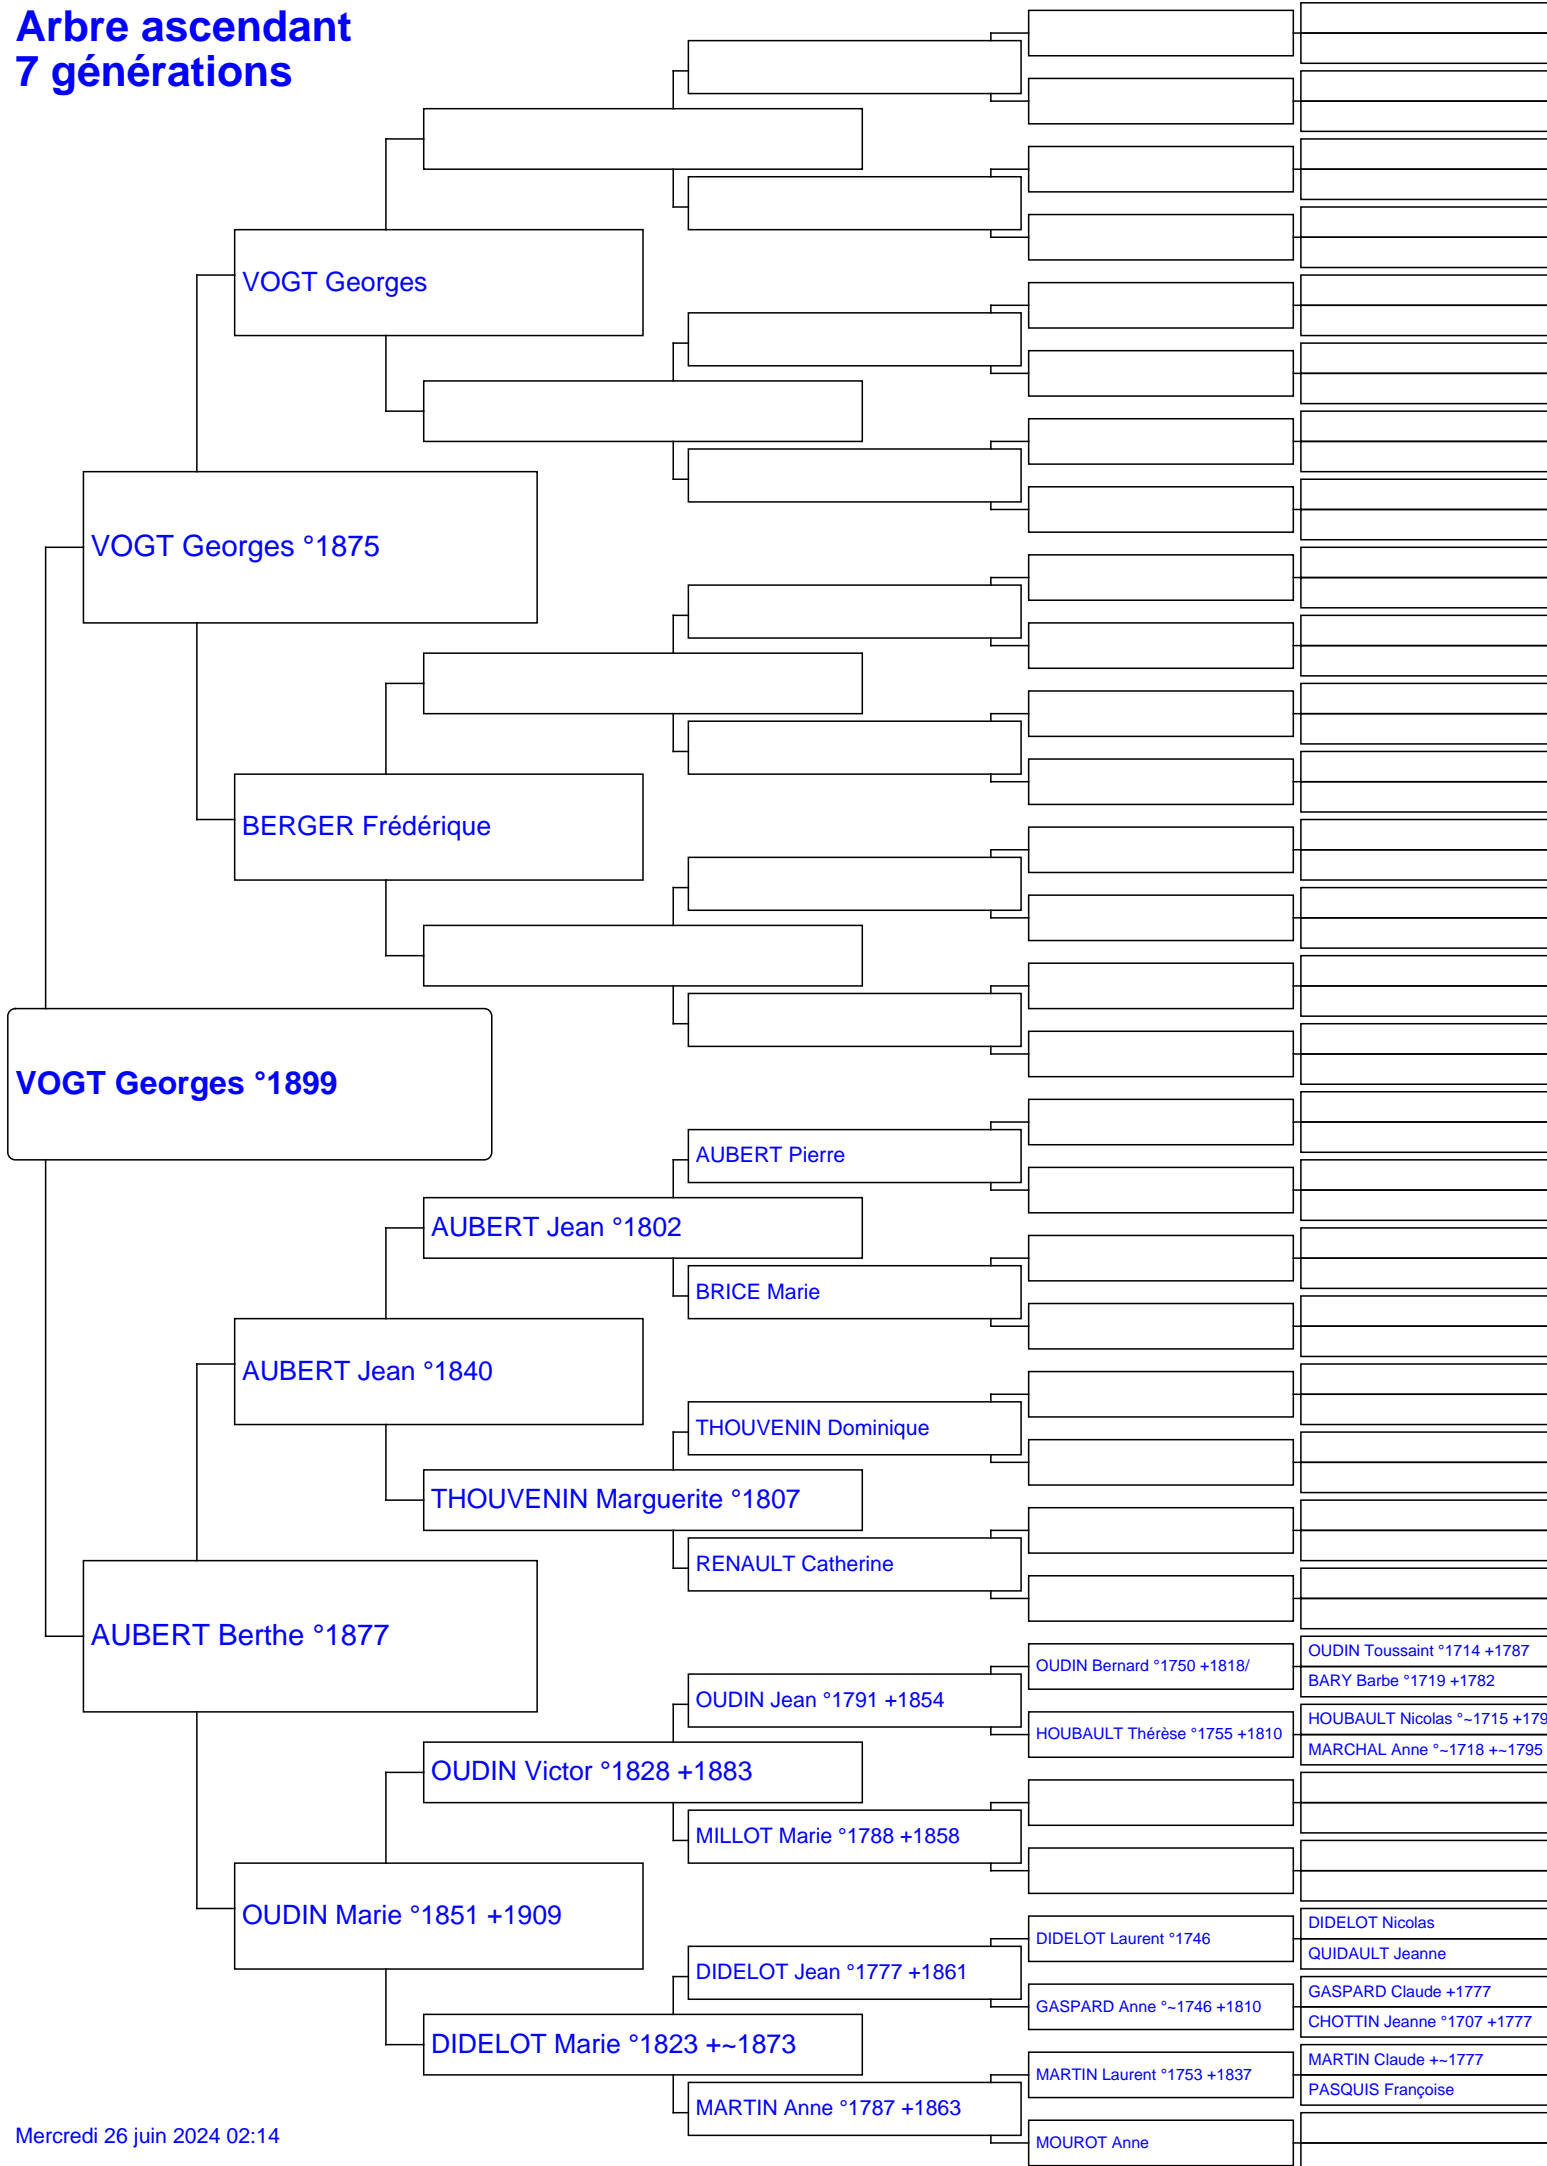 Arbre ascendant
7 générations
VOGT Georges
VOGT Georges °1875
BERGER Frédérique
VOGT Georges °1899
AUBERT Pierre
AUBERT Jean °1802
BRICE Marie
AUBERT Jean °1840
THOUVENIN Dominique
THOUVENIN Marguerite °1807
RENAULT Catherine
AUBERT Berthe °1877
OUDIN Toussaint °1714 +1787
OUDIN Bernard °1750 +1818/
BARY Barbe °1719 +1782
OUDIN Jean °1791 +1854
HOUBAULT Nicolas °~1715 +179
HOUBAULT Thérèse °1755 +1810
MARCHAL Anne °~1718 +~1795
OUDIN Victor °1828 +1883
MILLOT Marie °1788 +1858
OUDIN Marie °1851 +1909
DIDELOT Nicolas
DIDELOT Laurent °1746
QUIDAULT Jeanne
DIDELOT Jean °1777 +1861
GASPARD Claude +1777
GASPARD Anne °~1746 +1810
CHOTTIN Jeanne °1707 +1777
DIDELOT Marie °1823 +~1873
MARTIN Claude +~1777
MARTIN Laurent °1753 +1837
PASQUIS Françoise
MARTIN Anne °1787 +1863
MOUROT Anne
Mercredi 26 juin 2024 02:14